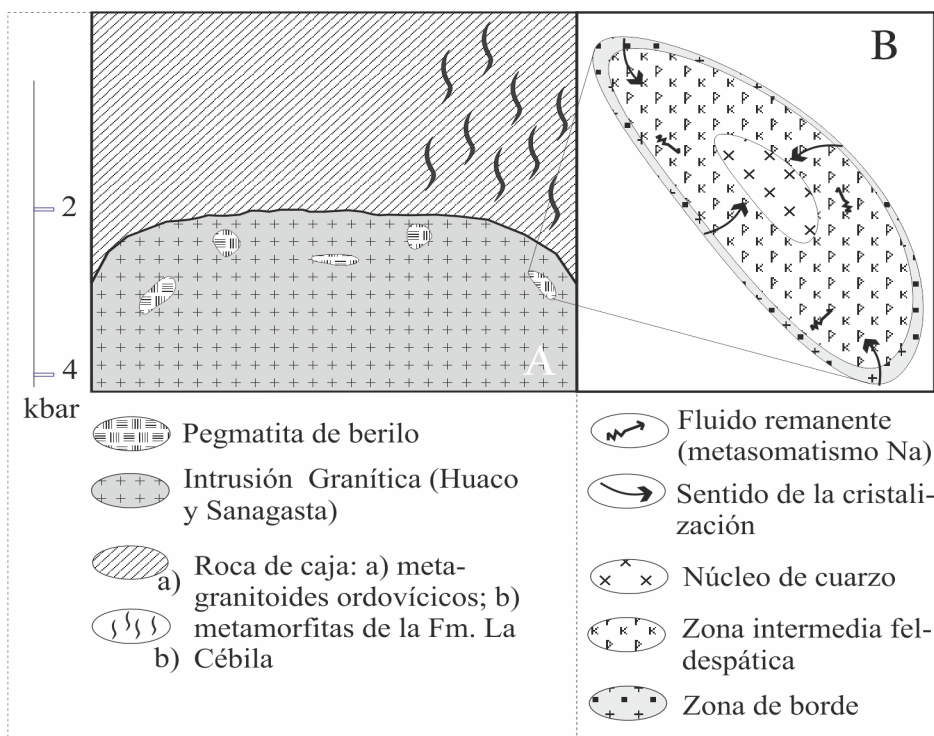 A
B
2
4
kbar
Pegmatita de berilo
Intrusión Granítica (Huaco
y Sanagasta)
a)
Roca de caja: a) meta-
granitoides ordovícicos; b)
metamorfitas de la Fm. La
b) Cébila
Fluido remanente
(metasomatismo Na)
Sentido de la cristali-
zación
Núcleo de cuarzo
Zona intermedia fel-
despática
Zona de borde